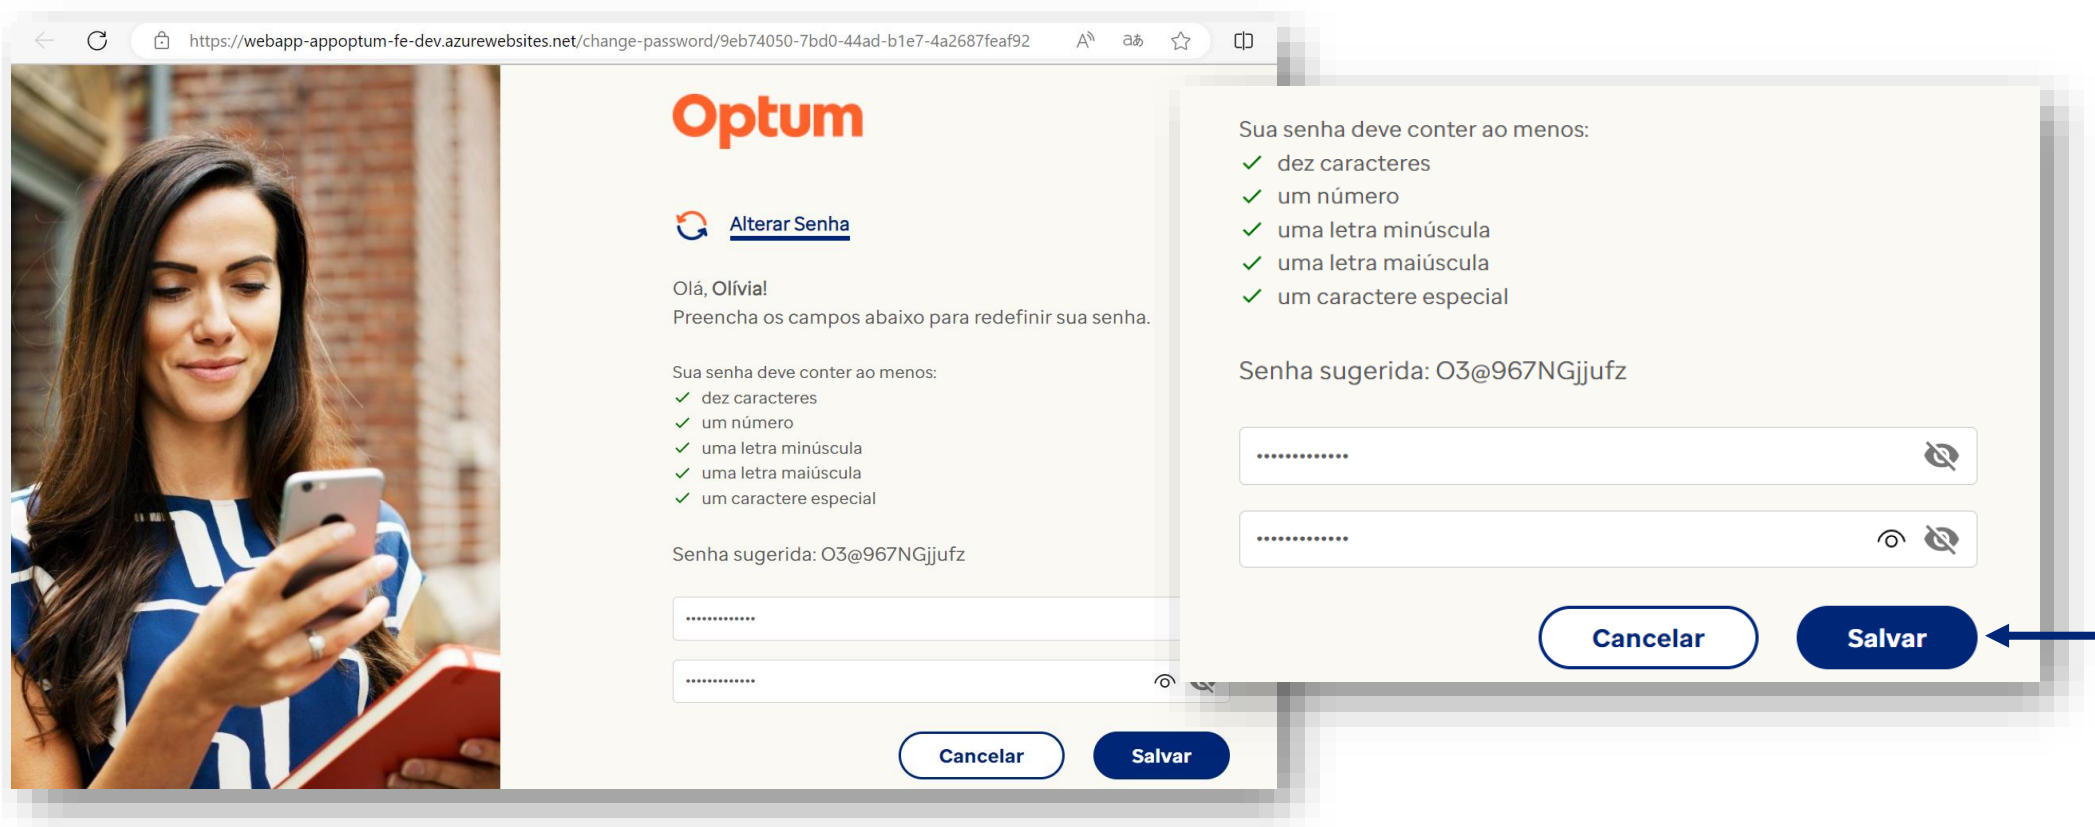 https://webapp-appoptum-fe-dev.azurewebsites.net/change-password/9eb74050-7bd0-44ad-b1e7-4a2687feaf92
Optum
Alterar Senha
Olá, Olívia!
Preencha os campos abaixo para redefinir sua senha.
Sua senha deve conter ao menos:
dez caracteres
um número
uma letra minúscula
uma letra maiúscula
um caractere especial
Senha sugerida: O3@967NGjjufz
•••••••••••••
•••••••••••••
Cancelar
Salvar
Sua senha deve conter ao menos:
dez caracteres
um número
uma letra minúscula
uma letra maiúscula
um caractere especial
Senha sugerida: O3@967NGjjufz
•••••••••••••
•••••••••••••
Cancelar
Salvar